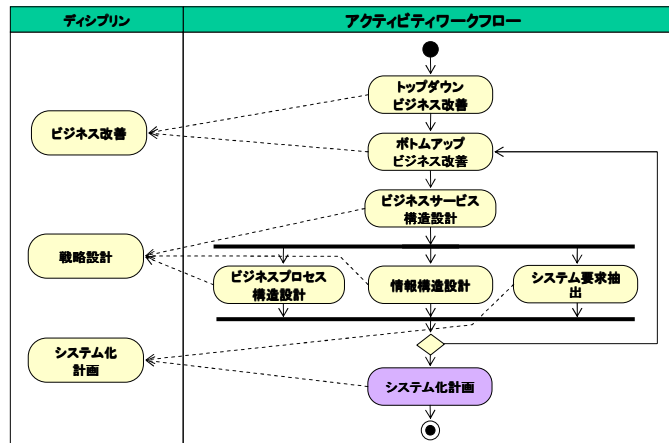 ディシプリン
アクティビティワークフロー
トップダウン
ビジネス改善
ビジネス改善
ボトムアップ
ビジネス改善
ビジネスサービス
構造設計
戦略設計
ビジネスプロセス
構造設計
情報構造設計
システム要求抽
出
システム化
計画
システム化計画